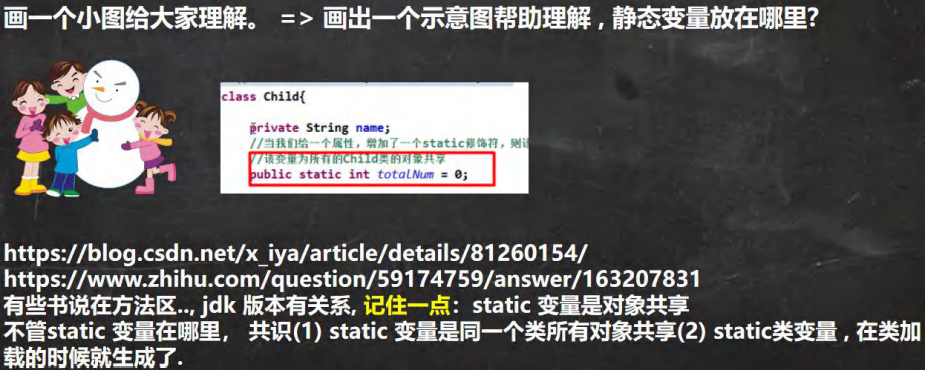 画一个小图给大家理解。 => 画出一个示意图帮助理解，静态变量放在哪里?
class Child{
private String name;
//当我们给一个属性，增加了一个static修饰符，则
//该变量为所有的Child类的对象共享
public static int totalNum = 0;
https://blog.csdn.net/x_iya/article/details/81260154/
https://www.zhihu.com/question/59174759/answer/163207831
有些书说在方法区.., jdk 版本有关系, 记住一点：static 变量是对象共享
不管static 变量在哪里， 共识(1) static 变量是同一个类所有对象共享(2) static类变量，在类加
载的时候就生成了.